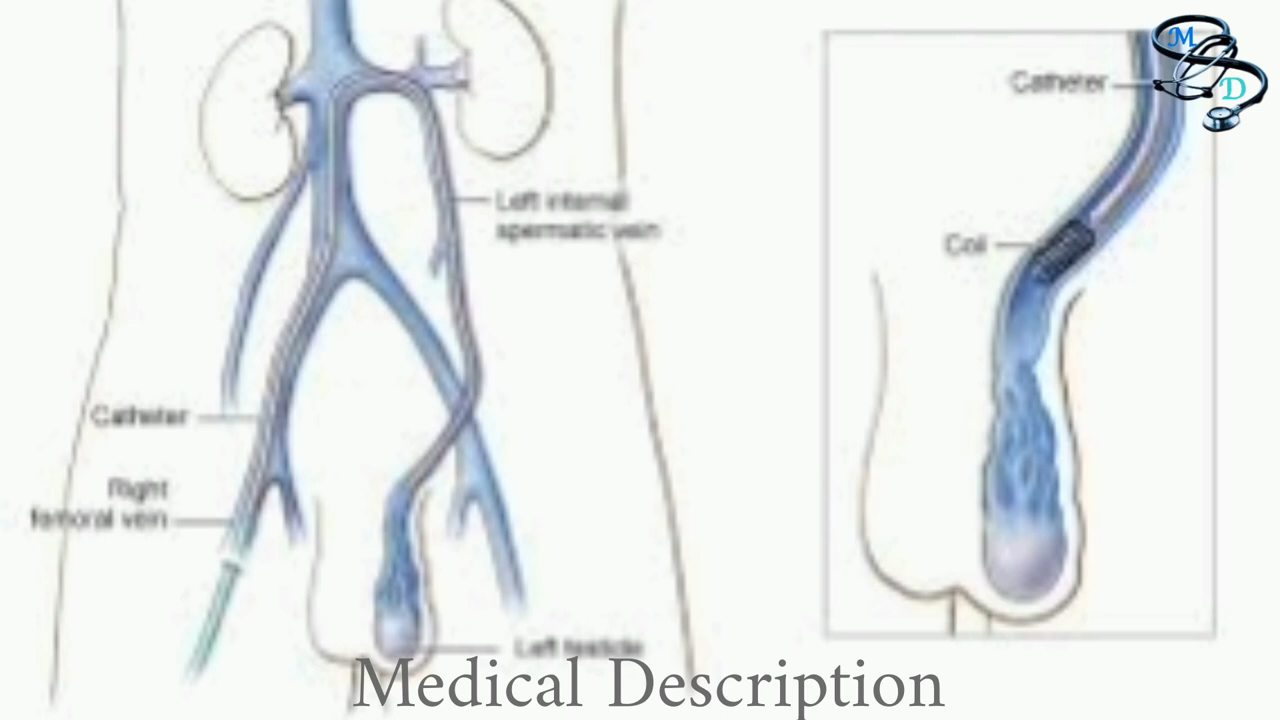 Left internal
spermatic vein
Catheter
Right
femoral vein
Left testicle
Catheter
Coil
M
D
Medical Description